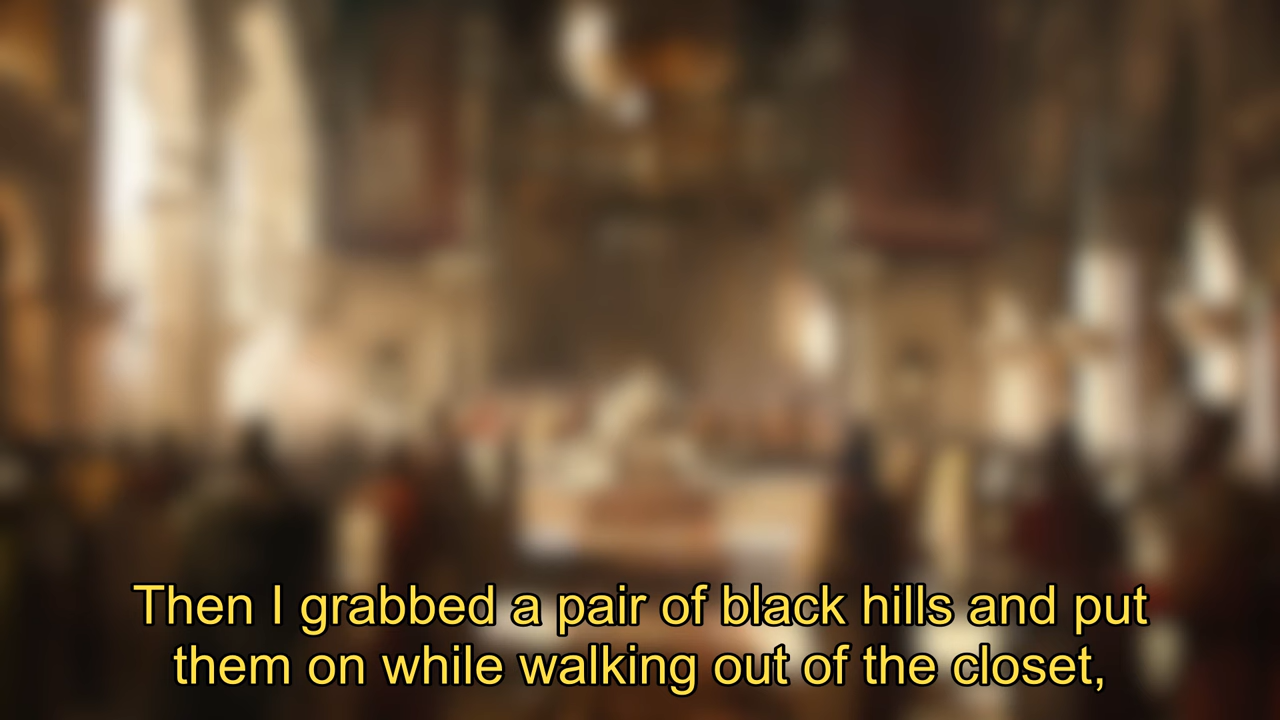 Then I grabbed a pair of black hills and put
them on while walking out of the closet,